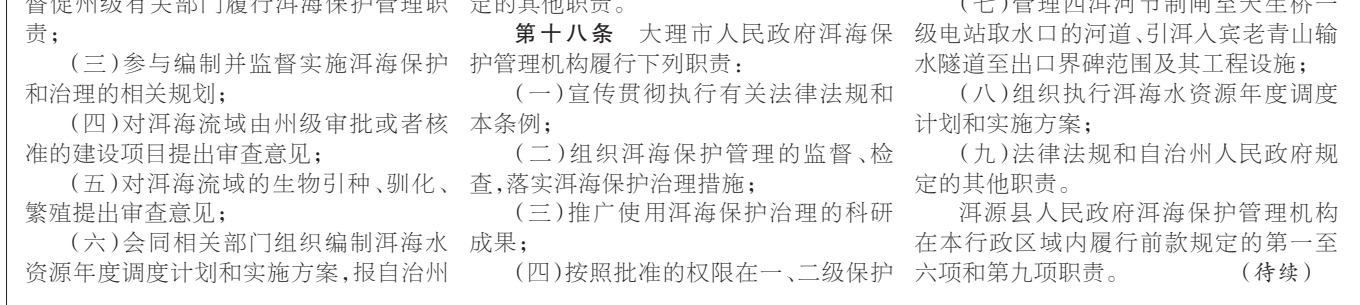 督促州级有关部门履行洱海保护管理职
责;
(三)参与编制并监督实施洱海保护
和治理的相关规划;
(四)对洱海流域由州级审批或者核
准的建设项目提出审查意见;
(五)对洱海流域的生物引种、驯化、
繁殖提出审查意见;
(六)会同相关部门组织编制洱海水
资源年度调度计划和实施方案,报自治州
定的其他职责。
第十八条 大理市人民政府洱海保
护管理机构履行下列职责:
(一)宣传贯彻执行有关法律法规和
本条例;
(二)组织洱海保护管理的监督、检
查,落实洱海保护治理措施;
(三)推广使用洱海保护治理的科研
成果;
(四)按照批准的权限在一、二级保护
(七)管理西洱河节制闸至天生桥一
级电站取水口的河道、引洱入宾老青山输
水隧道至出口界碑范围及其工程设施;
(八)组织执行洱海水资源年度调度
计划和实施方案;
(九)法律法规和自治州人民政府规
定的其他职责。
洱源县人民政府洱海保护管理机构
在本行政区域内履行前款规定的第一至
六项和第九项职责。 (待续)